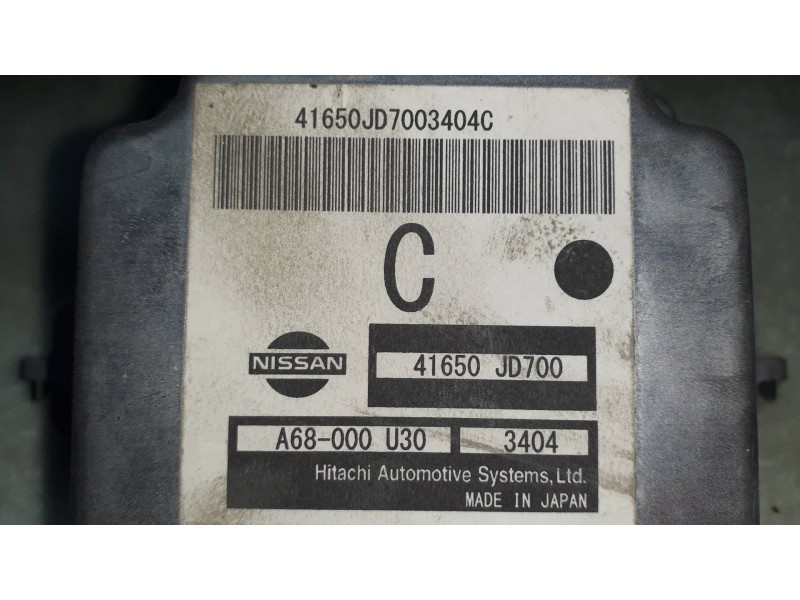 41650JD7003404C
C
NISSAN
41650 JD700
A68-000 U30 3404
Hitachi Automotive Systems, Ltd.
MADE IN JAPAN